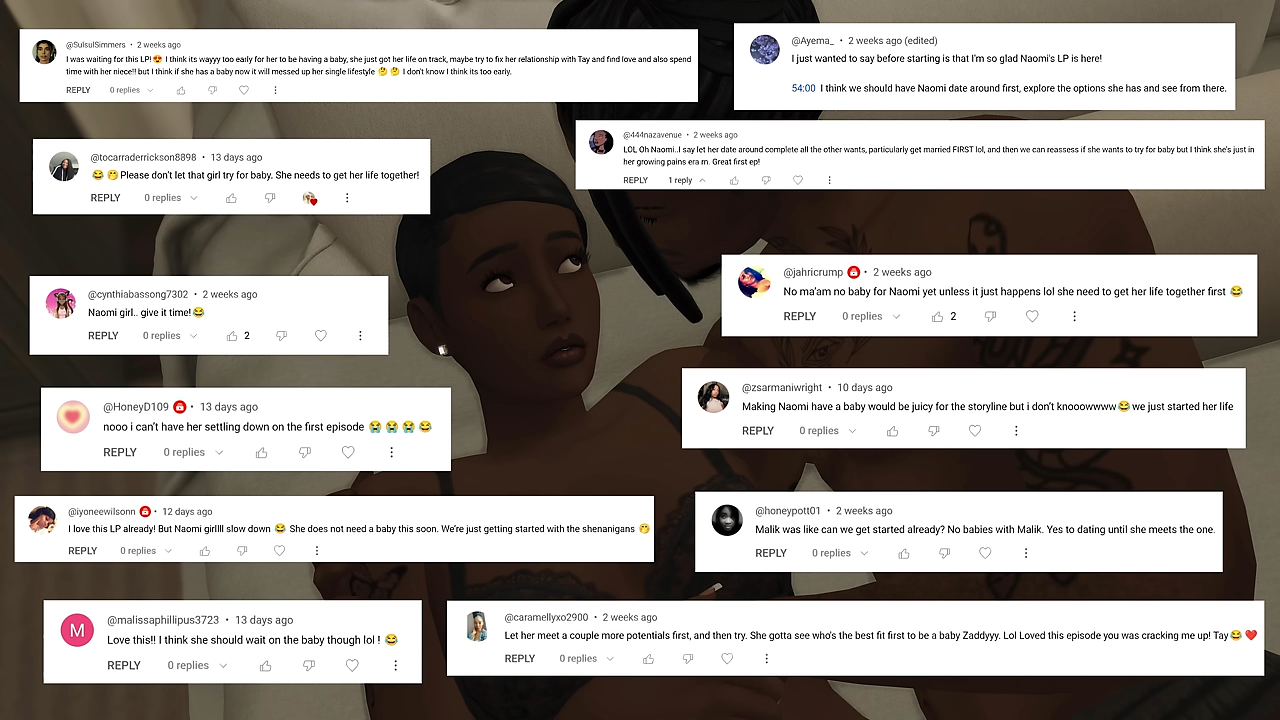 @SulsulSimmers • 2 weeks ago
I was waiting for this LP!😍 I think its wayyy too early for her to be having a baby, she just got her life on track, maybe try to fix her relationship with Tay and find love and also spend
time with her niece!! but I think if she has a baby now it will messed up her single lifestyle 🤔 🤔 I don't know I think its too early.
REPLY 0 replies
@Ayema_ • 2 weeks ago (edited)
I just wanted to say before starting is that I'm so glad Naomi's LP is here!
54:00 I think we should have Naomi date around first, explore the options she has and see from there.
@tocarraderrickson8898 • 13 days ago
😂 🤭Please don't let that girl try for baby. She needs to get her life together!
REPLY 0 replies
@444nazavenue • 2 weeks ago
LOL Oh Naomi..I say let her date around complete all the other wants, particularly get married FIRST lol, and then we can reassess if she wants to try for baby but I think she's just in
her growing pains era rn. Great first ep!
REPLY 1 reply
@cynthiabassong7302 • 2 weeks ago
Naomi girl.. give it time!😂
REPLY 0 replies 2
@jahricrump • 2 weeks ago
No ma'am no baby for Naomi yet unless it just happens lol she need to get her life together first 😂
REPLY 0 replies 2
@HoneyD109 • 13 days ago
nooo i can't have her settling down on the first episode 😭 😭 😭 😂
REPLY 0 replies
@zsarmaniwright • 10 days ago
Making Naomi have a baby would be juicy for the storyline but i don't knooowwww😂we just started her life
REPLY 0 replies
@iyoneewilsonn • 12 days ago
I love this LP already! But Naomi girllll slow down 😂 She does not need a baby this soon. We're just getting started with the shenanigans 🤭
REPLY 0 replies
@honeypott01 • 2 weeks ago
Malik was like can we get started already? No babies with Malik. Yes to dating until she meets the one.
REPLY 0 replies
M
@malissaphillipus3723 • 13 days ago
Love this!! I think she should wait on the baby though lol ! 😂
REPLY 0 replies
@caramellyxo2900 • 2 weeks ago
Let her meet a couple more potentials first, and then try. She gotta see who's the best fit first to be a baby Zaddyyy. Lol Loved this episode you was cracking me up! Tay😂 ❤️
REPLY 0 replies